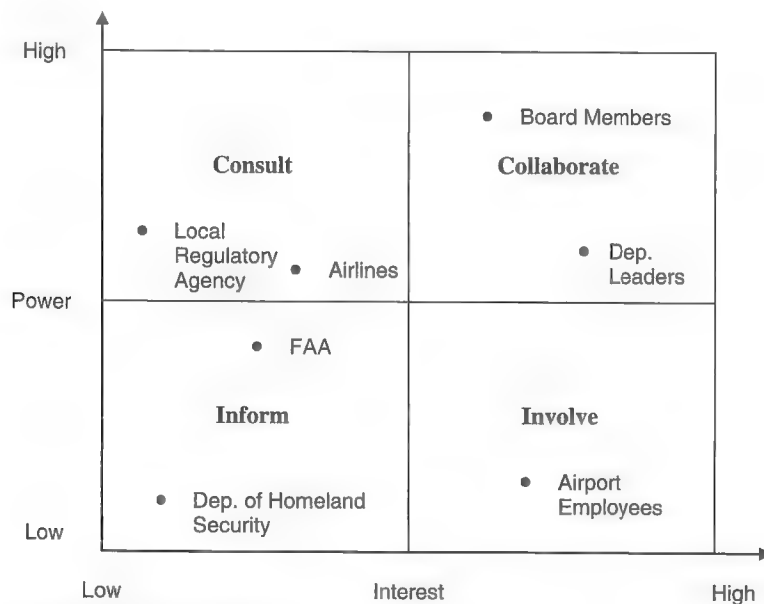 High
Board Members
Consult
Collaborate
Local
Regulatory
Agency
Airlines
Dep.
Leaders
Power
FAA
Inform
Involve
Dep. of Homeland
Security
Airport
Employees
Low
Low
Interest
High